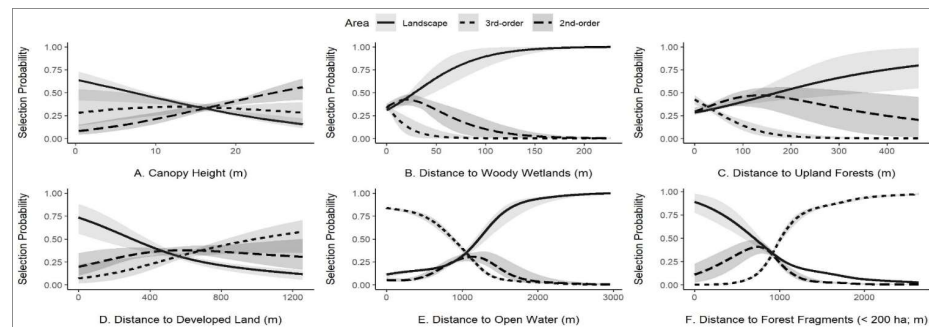 Area Landscape 3rd-order 2nd-order
Selection Probability
1.00
0.75
0.50
0.25
0.00
0 10 20
A. Canopy Height (m)
Selection Probability
1.00
0.75
0.50
0.25
0.00
0 50 100 150 200
B. Distance to Woody Wetlands (m)
Selection Probability
1.00
0.75
0.50
0.25
0.00
0 100 200 300 400
C. Distance to Upland Forests (m)
Selection Probability
1.00
0.75
0.50
0.25
0.00
0 400 800 1200
D. Distance to Developed Land (m)
Selection Probability
1.00
0.75
0.50
0.25
0.00
0 1000 2000 3000
E. Distance to Open Water (m)
Selection Probability
1.00
0.75
0.50
0.25
0.00
0 1000 2000
F. Distance to Forest Fragments (< 200 ha; m)